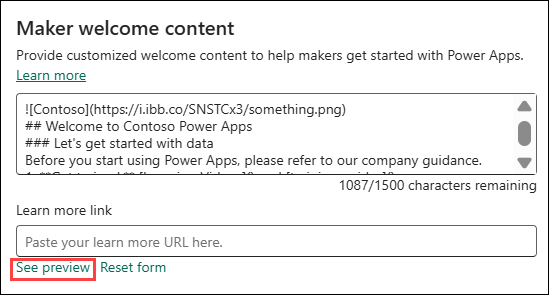 Maker welcome content
Provide customized welcome content to help makers get started with Power Apps.
Learn more
![Contoso](https://i.ibb.co/SNSTCx3/something.png)
## Welcome to Contoso Power Apps
### Let's get started with data
Before you start using Power Apps, please refer to our company guidance.
1087/1500 characters remaining
Learn more link
Paste your learn more URL here.
See preview Reset form